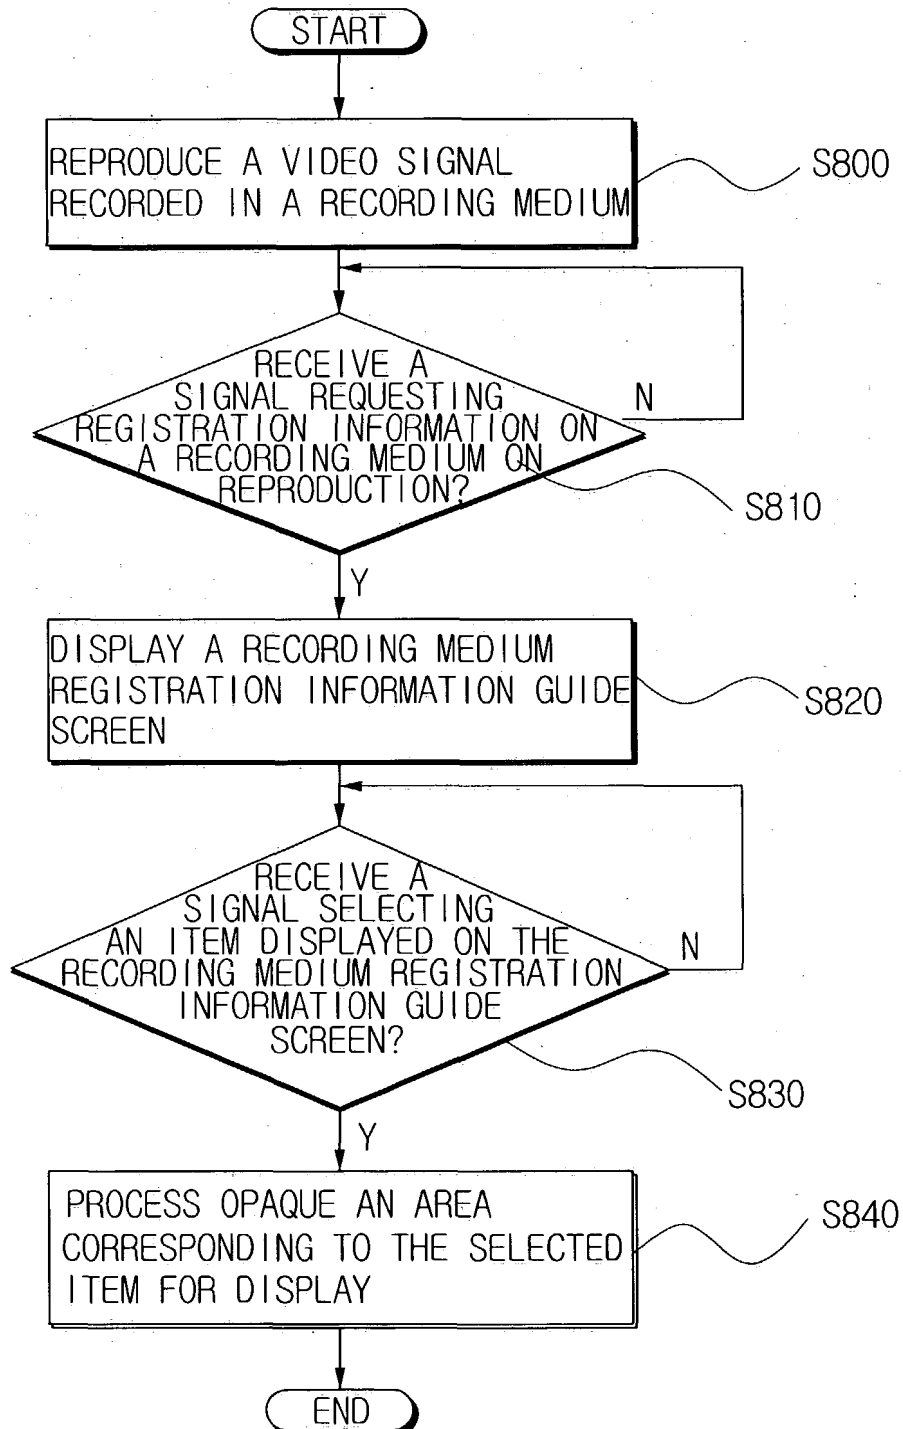 START
REPRODUCE A VIDEO SIGNAL
RECORDED IN A RECORDING MEDIUM
S800
RECEIVE A
SIGNAL REQUESTING
REGISTRATION INFORMATION ON
A RECORDING MEDIUM ON
REPRODUCTION?
N
S810
Y
DISPLAY A RECORDING MEDIUM
REGISTRATION INFORMATION GUIDE
SCREEN
S820
RECEIVE A
SIGNAL SELECTING
AN ITEM DISPLAYED ON THE
RECORDING MEDIUM REGISTRATION
INFORMATION GUIDE
SCREEN?
N
S830
Y
PROCESS OPAQUE AN AREA
CORRESPONDING TO THE SELECTED
ITEM FOR DISPLAY
S840
END